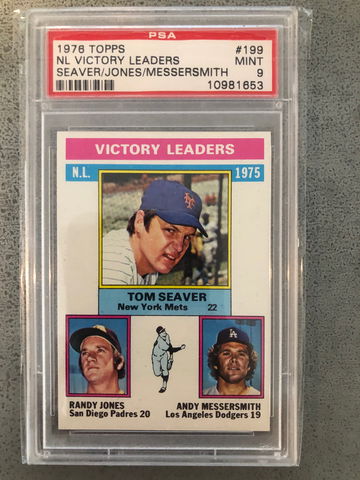 PSA
1976 TOPPS #199
NL VICTORY LEADERS MINT
SEAVER/JONES/MESSERSMITH 9
10981653
VICTORY LEADERS
N.L. 1975
TOM SEAVER
New York Mets 22
RANDY JONES
San Diego Padres 20
ANDY MESSERSMITH
Los Angeles Dodgers 19